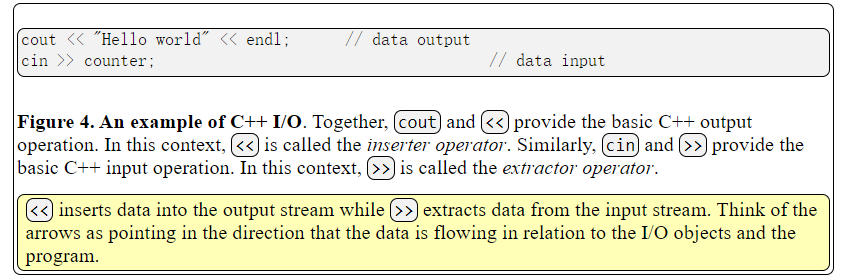 cout << "Hello world" << endl;      // data output
cin >> counter;                     // data input
Figure 4. An example of C++ I/O. Together, cout and << provide the basic C++ output
operation. In this context, << is called the inserter operator. Similarly, cin and >> provide the
basic C++ input operation. In this context, >> is called the extractor operator.
<< inserts data into the output stream while >> extracts data from the input stream. Think of the
arrows as pointing in the direction that the data is flowing in relation to the I/O objects and the
program.